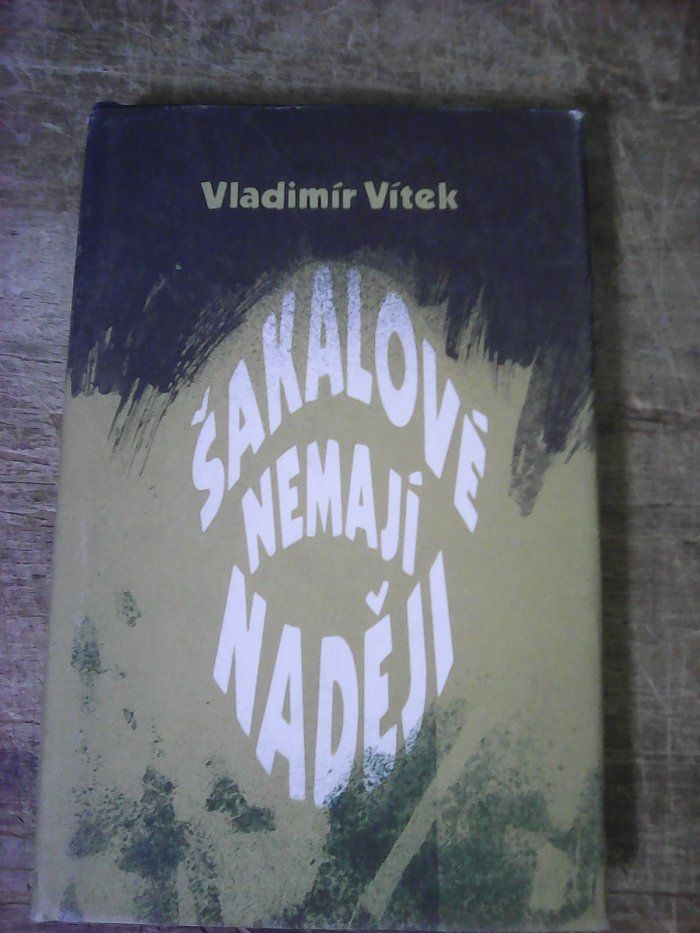 Vladimír Vítek
ŠAKALOVÉ
NEMAJÍ
NADĚJI